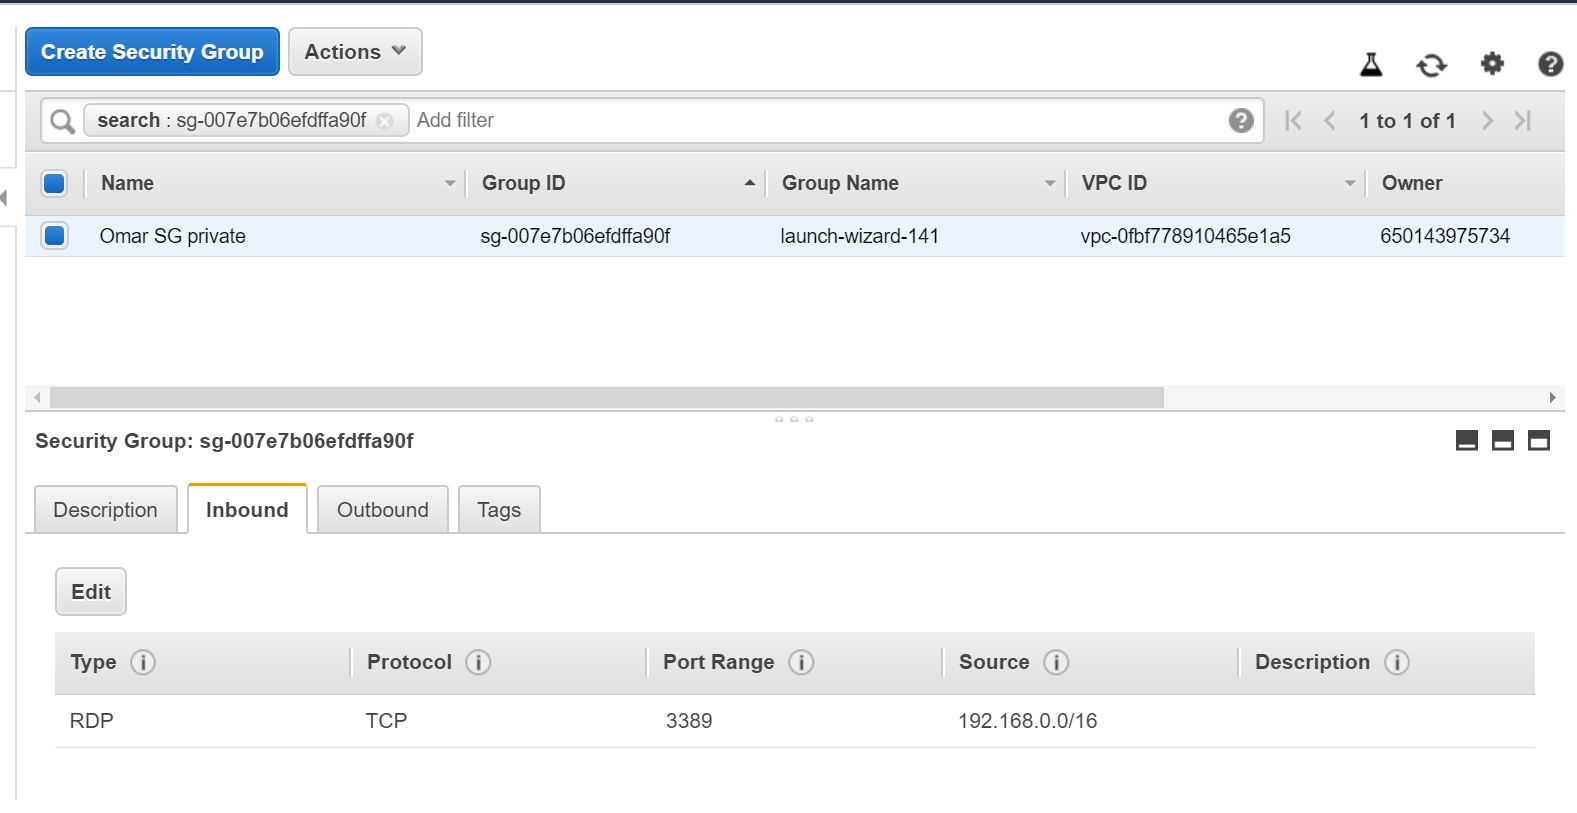 Create Security Group Actions
search : sg-007e7b06efdffa90f Add filter 1 to 1 of 1
Name Group ID Group Name VPC ID Owner
Omar SG private sg-007e7b06efdffa90f launch-wizard-141 vpc-0fbf778910465e1a5 650143975734
Security Group: sg-007e7b06efdffa90f
Description Inbound Outbound Tags
Edit
Type Protocol Port Range Source Description
RDP TCP 3389 192.168.0.0/16